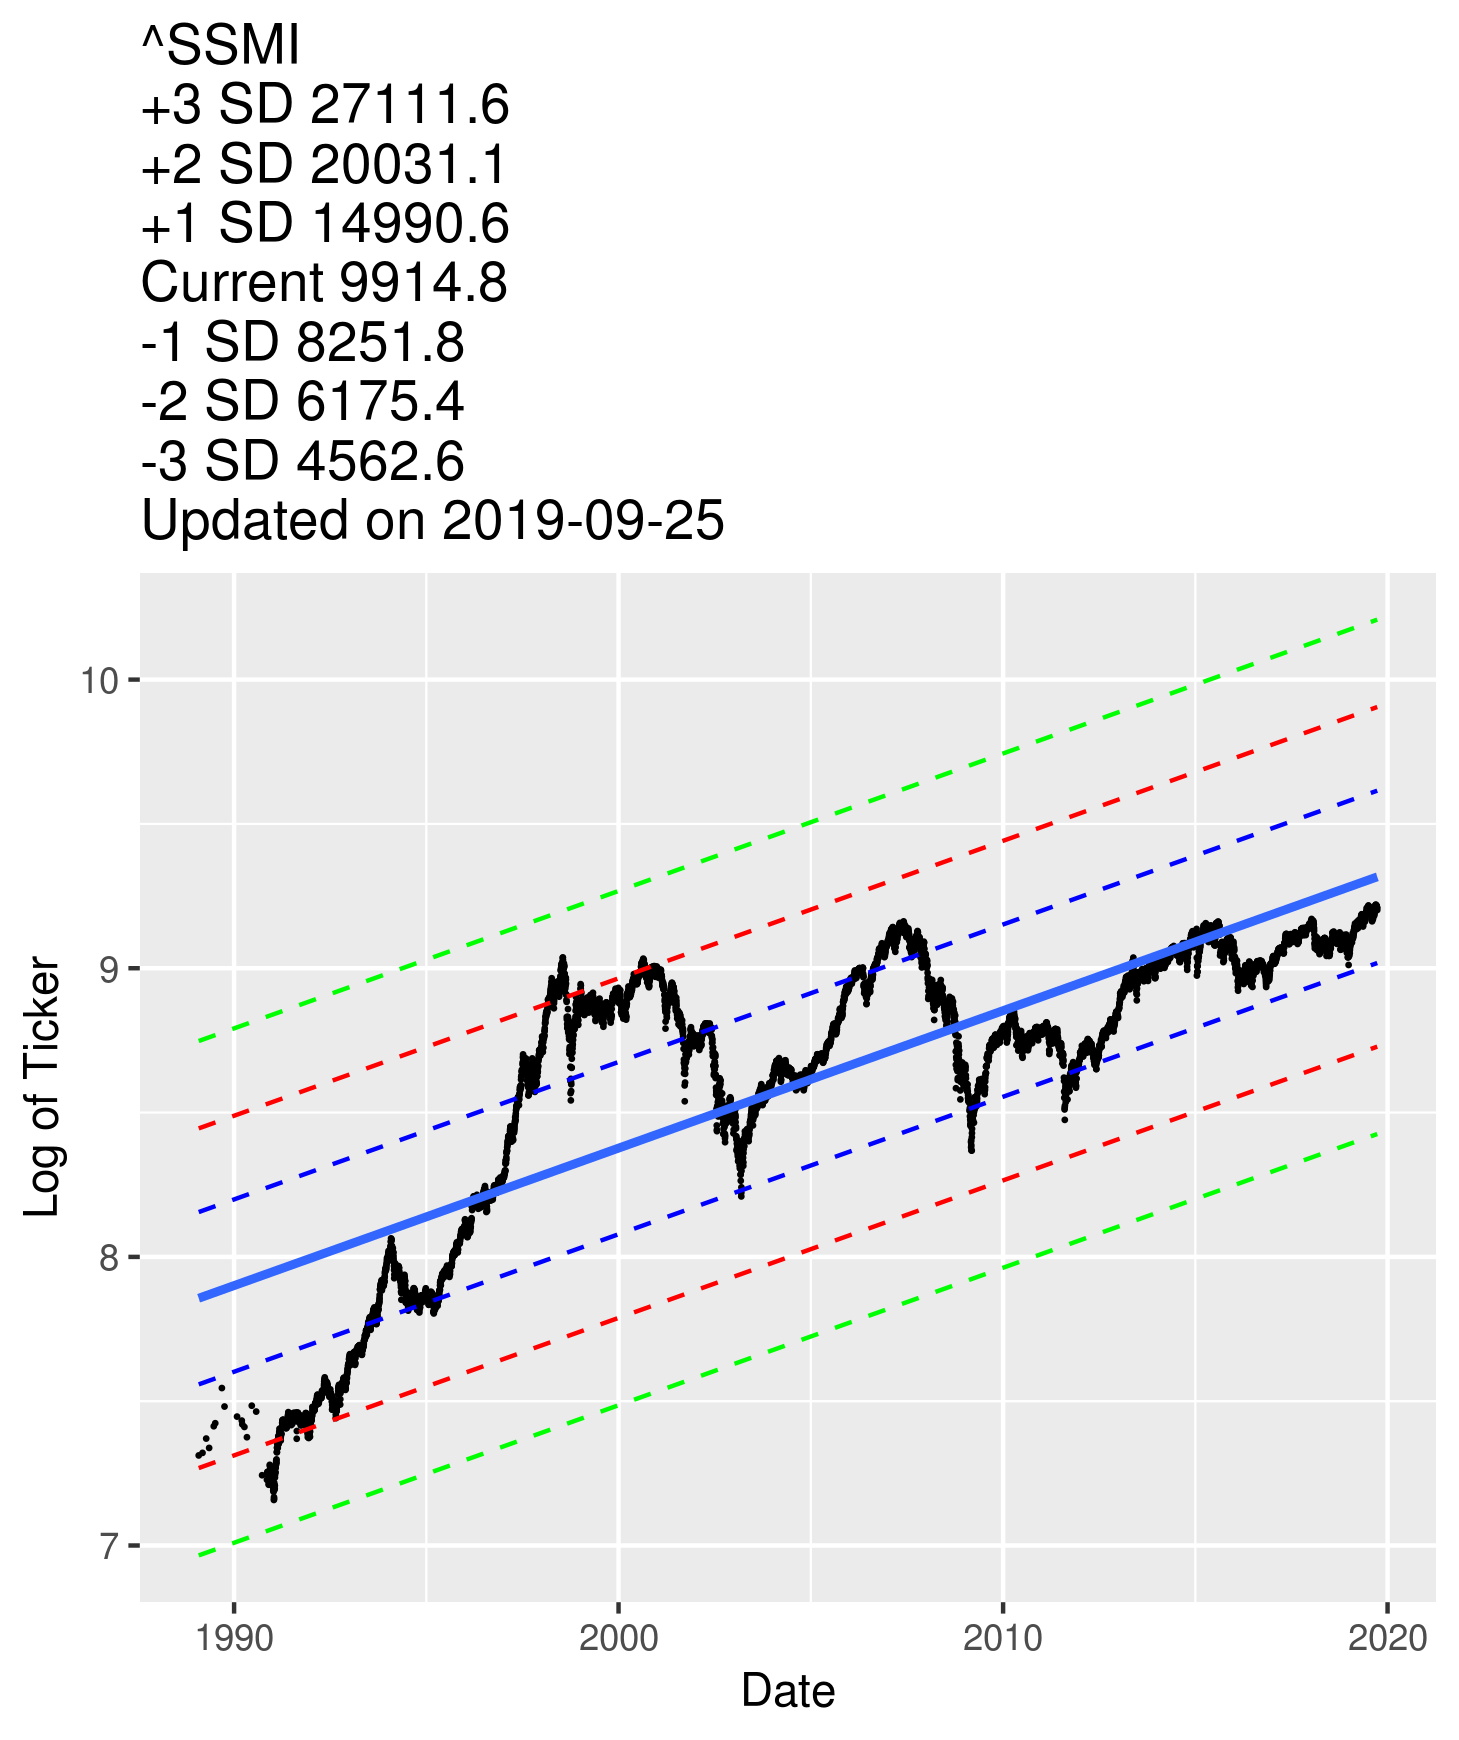 ^SSMI
+3 SD 27111.6
+2 SD 20031.1
+1 SD 14990.6
Current 9914.8
-1 SD 8251.8
-2 SD 6175.4
-3 SD 4562.6
Updated on 2019-09-25
10
9
8
7
Log of Ticker
1990 2000 2010 2020
Date